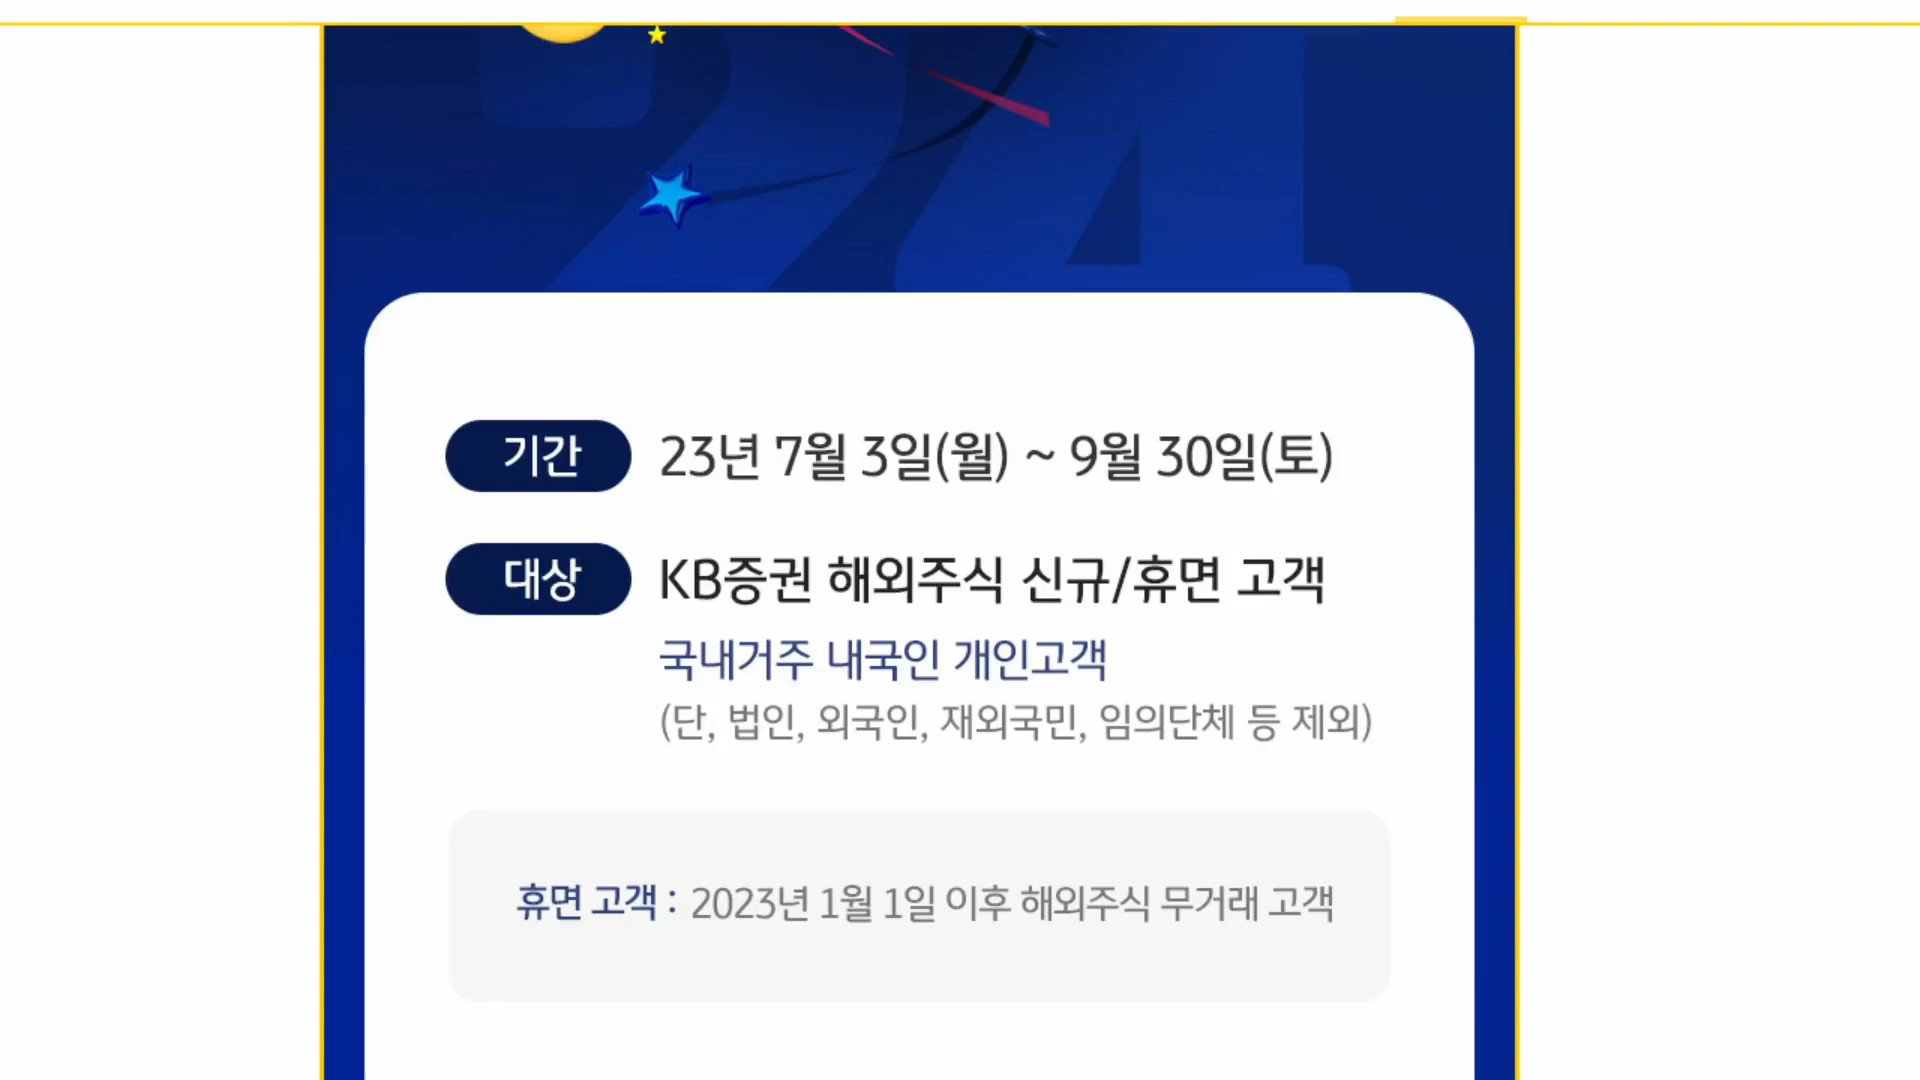 24
기간 23년 7월 3일(월) ~ 9월 30일(토)
대상 KB증권 해외주식 신규/휴면 고객
국내거주 내국인 개인고객
(단, 법인, 외국인, 재외국민, 임의단체 등 제외)
휴면 고객 : 2023년 1월 1일 이후 해외주식 무거래 고객